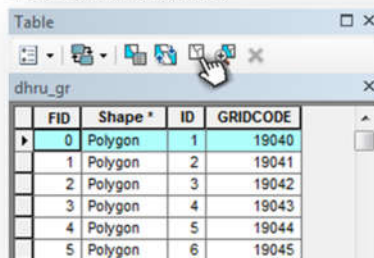 Table
dhru_gr
FID Shape * ID GRIDCODE
0 Polygon 1 19040
1 Polygon 2 19041
2 Polygon 3 19042
3 Polygon 4 19043
4 Polygon 5 19044
5 Polygon 6 19045